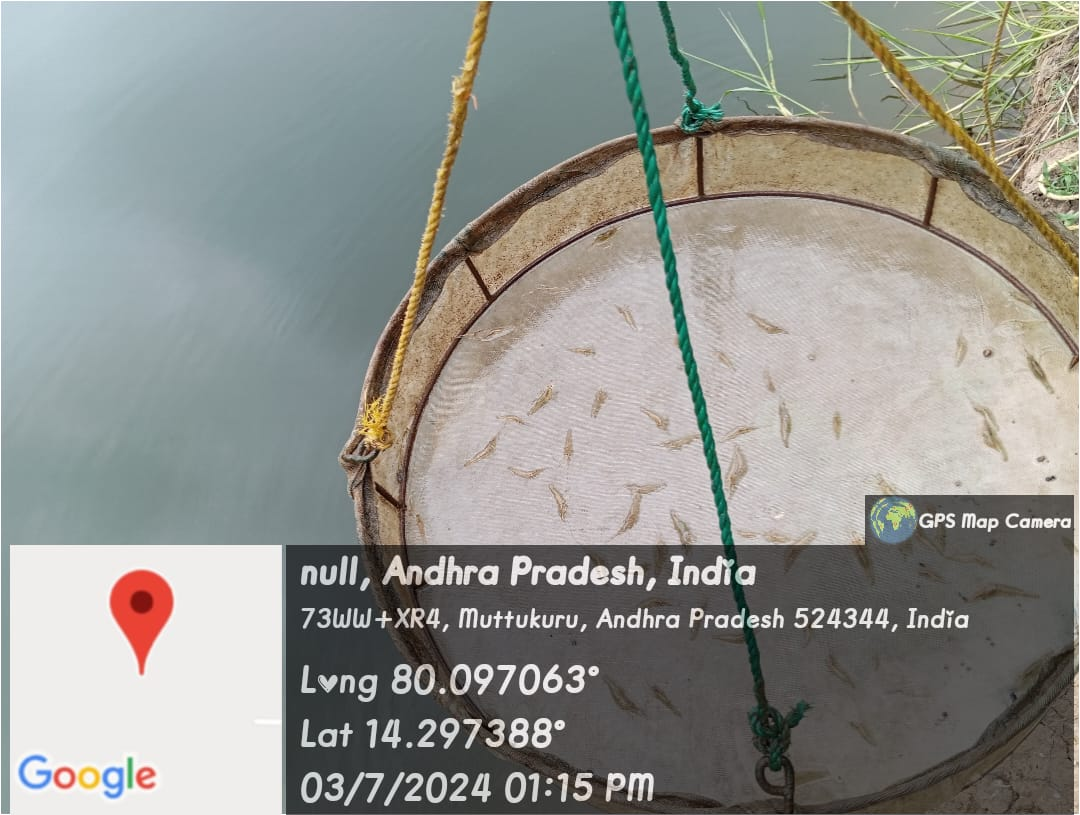 GPS Map Camera
null, Andhra Pradesh, India
73WW+XR4, Muttukuru, Andhra Pradesh 524344, India
L♥ng 80.097063°
Lat 14.297388°
03/7/2024 01:15 PM
Google